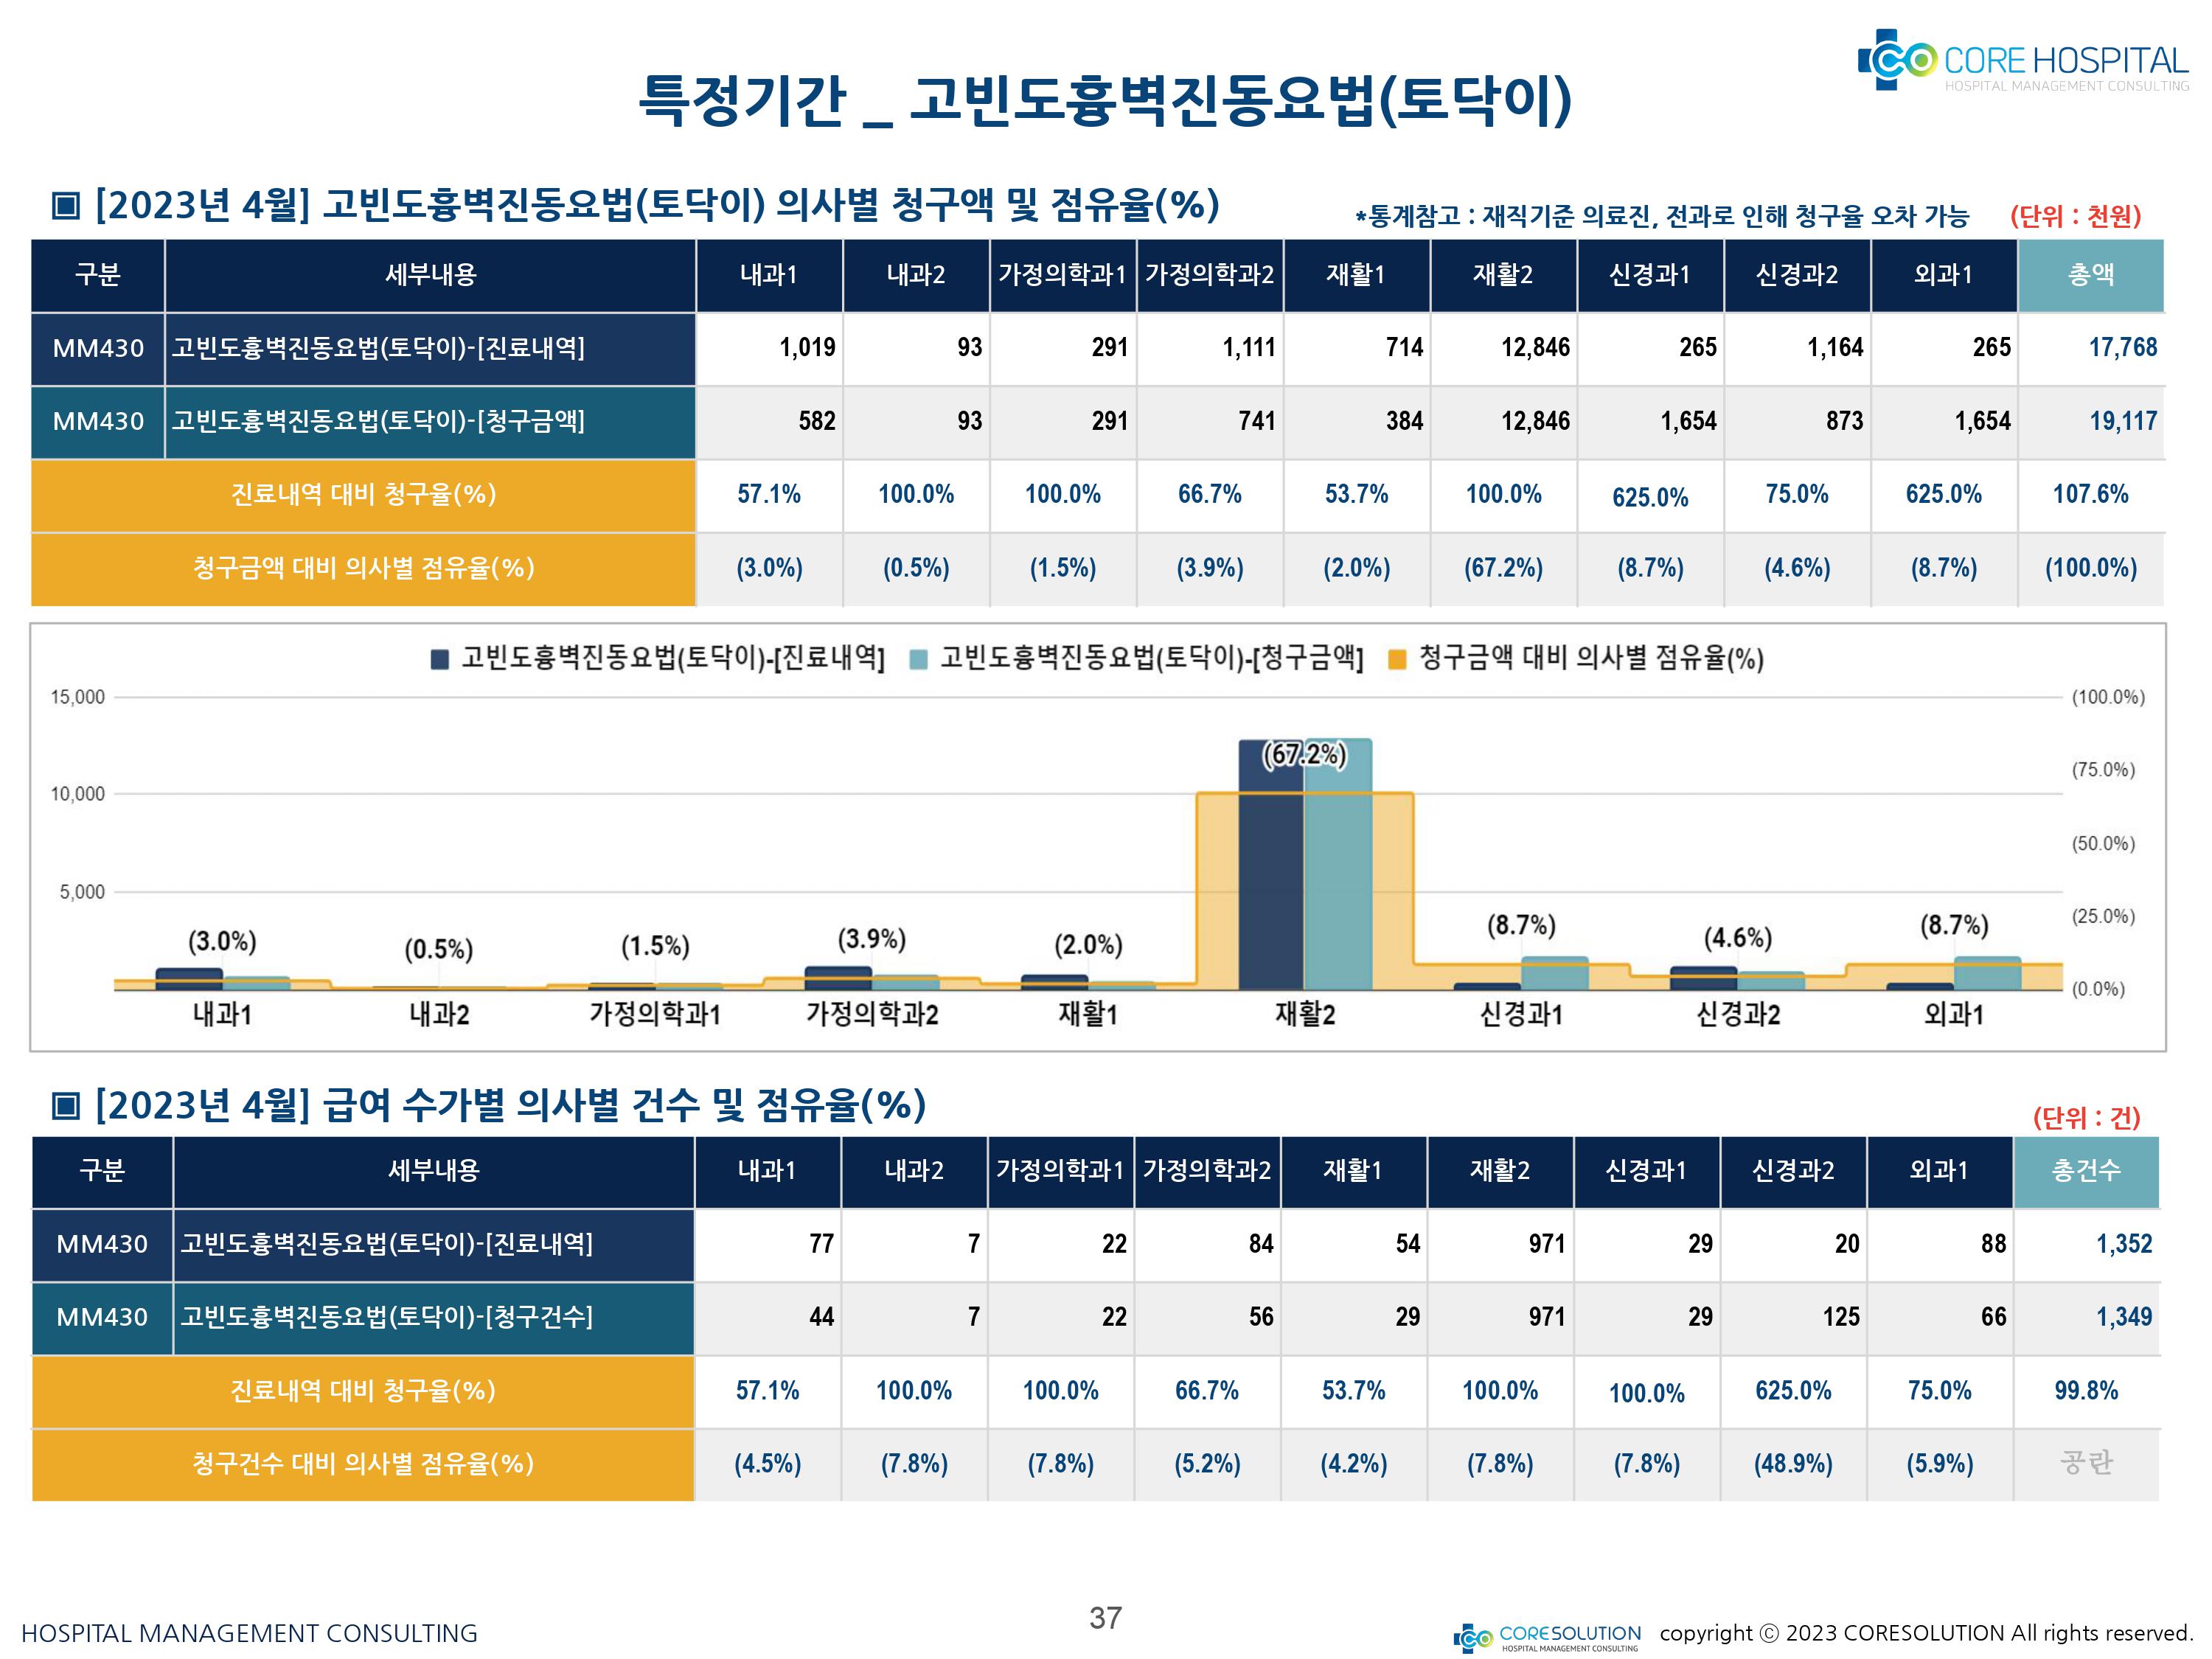 CO CORE HOSPITAL
HOSPITAL MANAGEMENT CONSULTING
특정기간 _ 고빈도흉벽진동요법(토닥이)
▣ [2023년 4월] 고빈도흉벽진동요법(토닥이) 의사별 청구액 및 점유율(%)
*통계참고 : 재직기준 의료진, 전과로 인해 청구율 오차 가능 (단위 : 천원)
구분 세부내용 내과1 내과2 가정의학과1 가정의학과2 재활1 재활2 신경과1 신경과2 외과1 총액
MM430 고빈도흉벽진동요법(토닥이)-[진료내역] 1,019 93 291 1,111 714 12,846 265 1,164 265 17,768
MM430 고빈도흉벽진동요법(토닥이)-[청구금액] 582 93 291 741 384 12,846 1,654 873 1,654 19,117
진료내역 대비 청구율(%) 57.1% 100.0% 100.0% 66.7% 53.7% 100.0% 625.0% 75.0% 625.0% 107.6%
청구금액 대비 의사별 점유율(%) (3.0%) (0.5%) (1.5%) (3.9%) (2.0%) (67.2%) (8.7%) (4.6%) (8.7%) (100.0%)
고빈도흉벽진동요법(토닥이)-[진료내역] 고빈도흉벽진동요법(토닥이)-[청구금액] 청구금액 대비 의사별 점유율(%)
15,000 (100.0%)
(67.2%)
(75.0%)
10,000
(50.0%)
5,000
(25.0%)
(3.0%) (0.5%) (1.5%) (3.9%) (2.0%) (8.7%) (4.6%) (8.7%)
(0.0%)
내과1 내과2 가정의학과1 가정의학과2 재활1 재활2 신경과1 신경과2 외과1
▣ [2023년 4월] 급여 수가별 의사별 건수 및 점유율(%)
(단위 : 건)
구분 세부내용 내과1 내과2 가정의학과1 가정의학과2 재활1 재활2 신경과1 신경과2 외과1 총건수
MM430 고빈도흉벽진동요법(토닥이)-[진료내역] 77 7 22 84 54 971 29 20 88 1,352
MM430 고빈도흉벽진동요법(토닥이)-[청구건수] 44 7 22 56 29 971 29 125 66 1,349
진료내역 대비 청구율(%) 57.1% 100.0% 100.0% 66.7% 53.7% 100.0% 100.0% 625.0% 75.0% 99.8%
청구건수 대비 의사별 점유율(%) (4.5%) (7.8%) (7.8%) (5.2%) (4.2%) (7.8%) (7.8%) (48.9%) (5.9%) 공란
HOSPITAL MANAGEMENT CONSULTING
37
CO CORESOLUTION
HOSPITAL MANAGEMENT CONSULTING
copyright ⓒ 2023 CORESOLUTION All rights reserved.